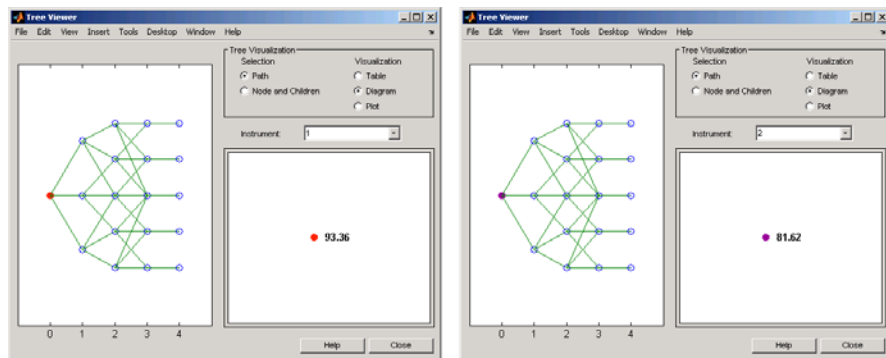 Tree Viewer
File Edit View Insert Tools Desktop Window Help
Tree Visualization
Selection Visualization
Path Table
Node and Children Diagram
Plot
Instrument: 1
93.36
0 1 2 3 4
Help Close
Tree Viewer
File Edit View Insert Tools Desktop Window Help
Tree Visualization
Selection Visualization
Path Table
Node and Children Diagram
Plot
Instrument: 2
81.62
0 1 2 3 4
Help Close